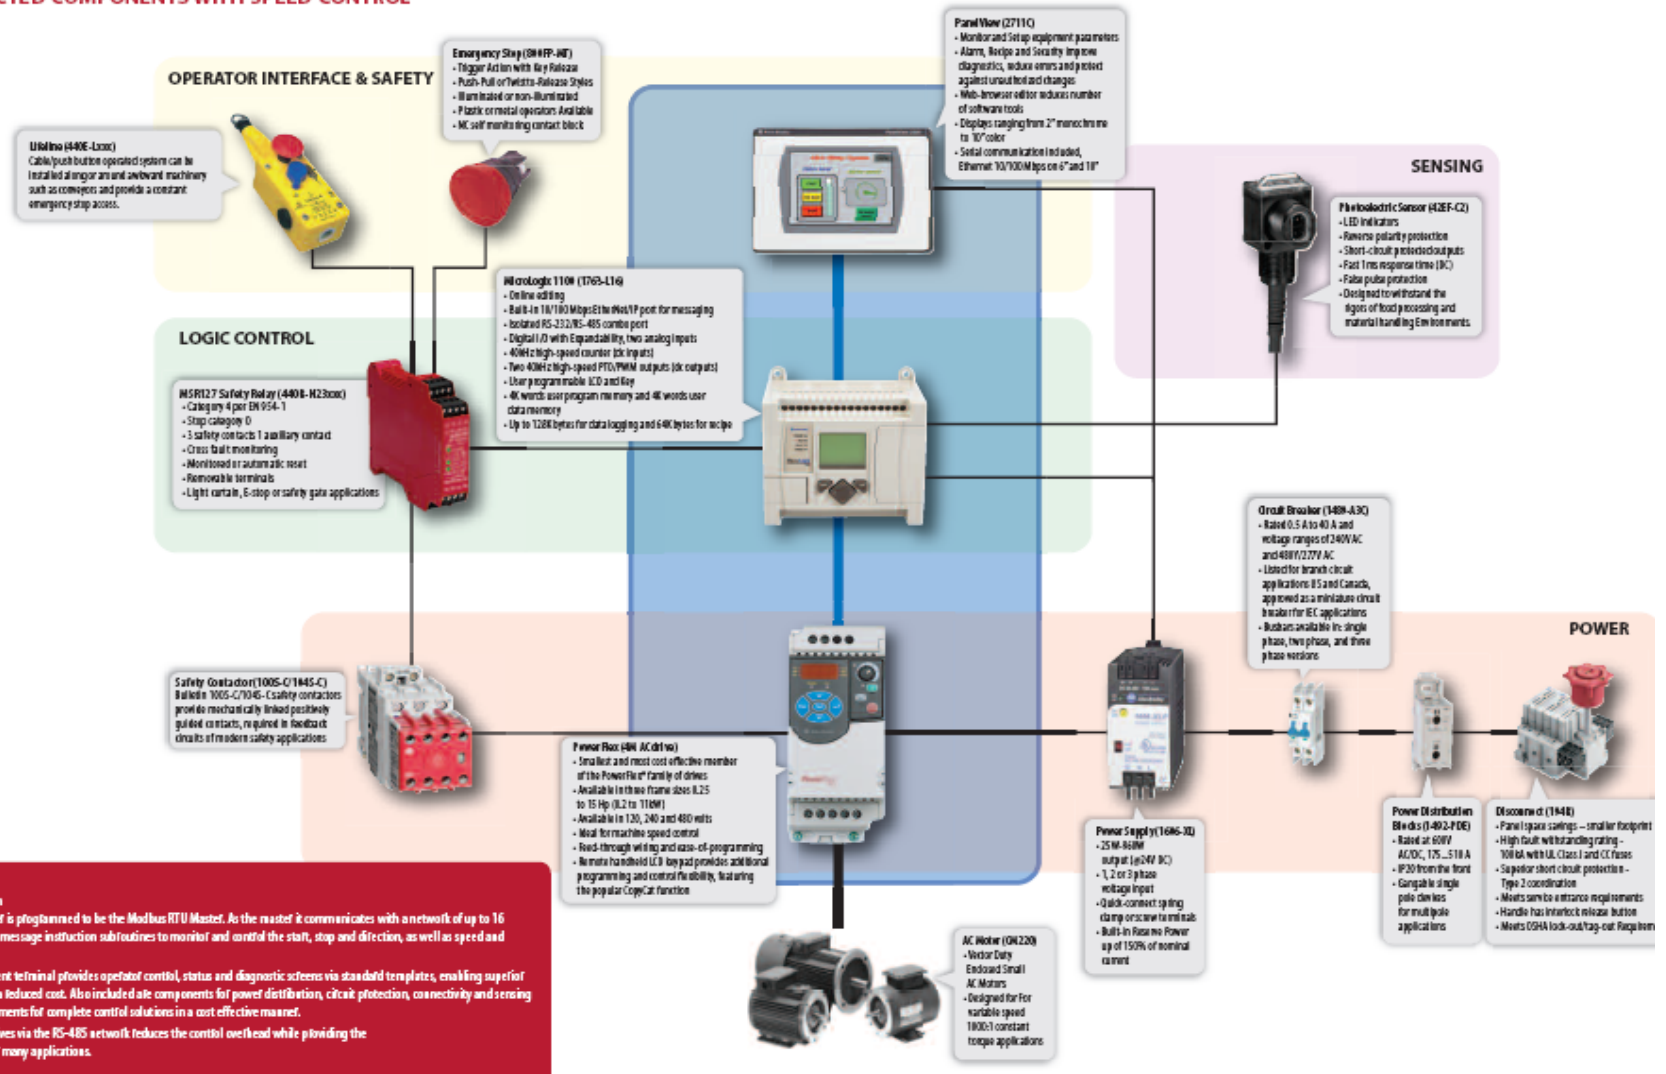 COMPONENTS WITH SPEED CONTROL
OPERATOR INTERFACE & SAFETY
Emergency Stop (800FP-MT)
- Trigger Action with Key Release
- Push-Pull or Twist to-Release Styles
- Illuminated or non-illuminated
- Plastic or metal operators Available
- NC self monitoring contact block
PanelView (2711C)
- Monitor and Setup equipment parameters
- Alarm, Recipe and Security improve
diagnostics, reduce errors and protect
against unauthorized changes
- Web-browser editor reduces number
of software tools
- Displays ranging from 2" monochrome
to 10" color
- Serial communication included,
Ethernet 10/100 Mbps on 6" and 10"
Lifeline (440E-Lxxx)
Cable/push button operated system can be
installed along or around awkward machinery
such as conveyors and provide a constant
emergency stop access.
SENSING
Photoelectric Sensor (42EF-C2)
- LED indicators
- Reverse polarity protection
- Short-circuit protected outputs
- Fast 1 ms response time (DC)
- False pulse protection
- Designed to withstand the
rigors of food processing and
material handling Environments.
LOGIC CONTROL
MicroLogix 1100 (1763-L16)
- Online editing
- Built-in 10/100 Mbps EtherNet/IP port for messaging
- Isolated RS-232/RS-485 combo port
- Digital I/O with Expandability, two analog inputs
- 40kHz high-speed counter (dc inputs)
- Two 40kHz high-speed PTO/PWM outputs (dc outputs)
- User programmable LCD and Key
- 4K words user program memory and 4K words user
data memory
- Up to 128K bytes for data logging and 64K bytes for recipe
MSR127 Safety Relay (440R-N23xxx)
- Category 4 per EN 954-1
- Stop category 0
- 3 safety contacts 1 auxiliary contact
- Cross fault monitoring
- Monitored or automatic reset
- Removable terminals
- Light curtain, E-stop or safety gate applications
Circuit Breaker (1489-A3C)
- Rated 0.5 A to 40 A and
voltage ranges of 240V AC
and 480Y/277V AC
- Listed for branch circuit
applications US and Canada,
approved as a miniature circuit
breaker for IEC applications
- Busbars available in: single
phase, two phase, and three
phase versions
POWER
Safety Contactor (100S-C/104S-C)
Bulletin 100S-C/104S-C safety contactors
provide mechanically linked positively
guided contacts, required in feedback
circuits of modern safety applications
PowerFlex (4M AC drive)
- Smallest and most cost effective member
of the PowerFlex® family of drives
- Available in three frame sizes 0.25
to 15 Hp (0.2 to 11kW)
- Available in 120, 240 and 480 volts
- Ideal for machine speed control
- Feed-through wiring and ease-of-programming
- Remote handheld LCD keypad provides additional
programming and control flexibility, featuring
the popular CopyCat function
Power Supply (1606-XL)
- 25W-960W
output (@24V DC)
- 1, 2 or 3 phase
voltage input
- Quick-connect spring
clamp or screw terminals
- Built-in Reserve Power
up of 150% of nominal
current
Power Distribution
Blocks (1492-PDE)
- Rated at 600V
AC/DC, 175...510 A
- IP20 from the front
- Gangable single
pole devices
for multipole
applications
Disconnect (194R)
- Panel space savings – smaller footprint
- High fault withstanding rating –
100kA with UL Class J and CC fuses
- Superior short circuit protection –
Type 2 coordination
- Meets service entrance requirements
- Handle has interlock release button
- Meets OSHA lock-out/tag-out
AC Motor (QM220)
- Vector Duty
Enclosed Small
AC Motors
- Designed for For
variable speed
1000:1 constant
torque applications
is programmed to be the Modbus RTU Master. As the master it communicates with a network of up to 16
message instruction subroutines to monitor and control the start, stop and direction, as well as speed and
terminal provides operator control, status and diagnostic screens via standard templates, enabling superior
reduced cost. Also included are components for power distribution, circuit protection, connectivity and sensing
for complete control solutions in a cost effective manner.
via the RS-485 network reduces the control overhead while providing the
many applications.